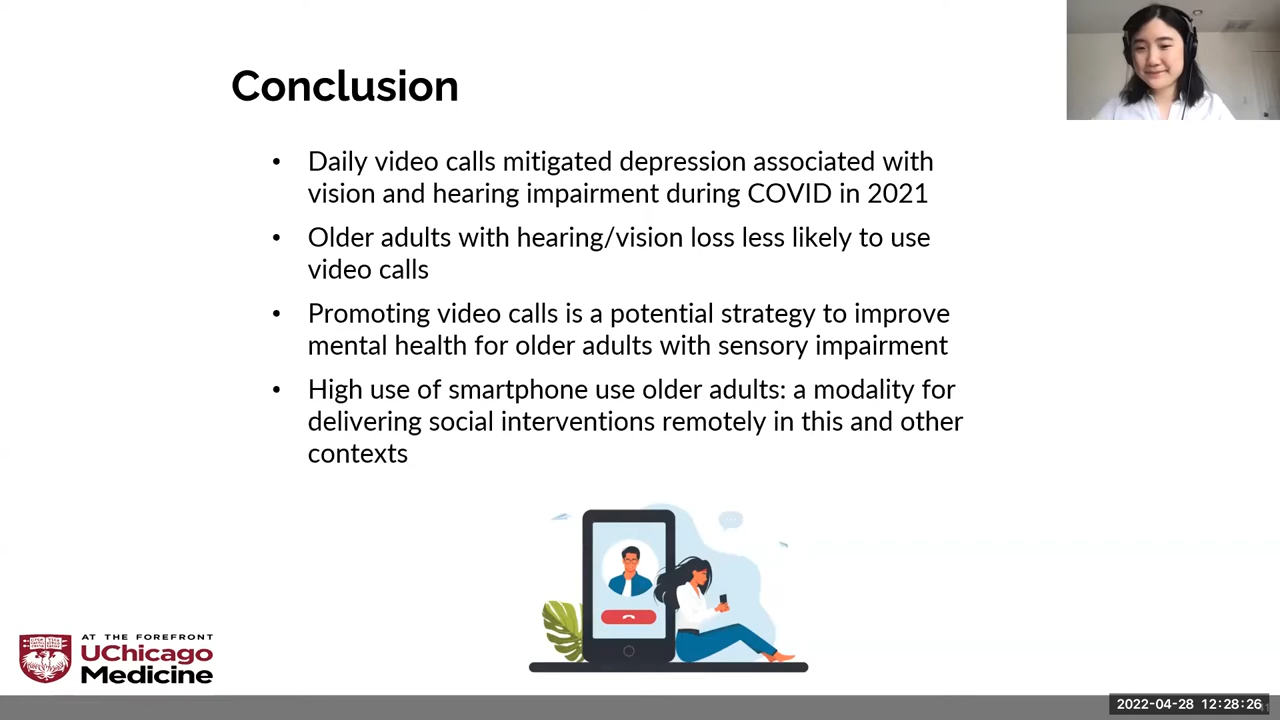 Conclusion
• Daily video calls mitigated depression associated with
vision and hearing impairment during COVID in 2021
• Older adults with hearing/vision loss less likely to use
video calls
• Promoting video calls is a potential strategy to improve
mental health for older adults with sensory impairment
• High use of smartphone use older adults: a modality for
delivering social interventions remotely in this and other
contexts
AT THE FOREFRONT
UChicago
Medicine
2022-04-28 12:28:26